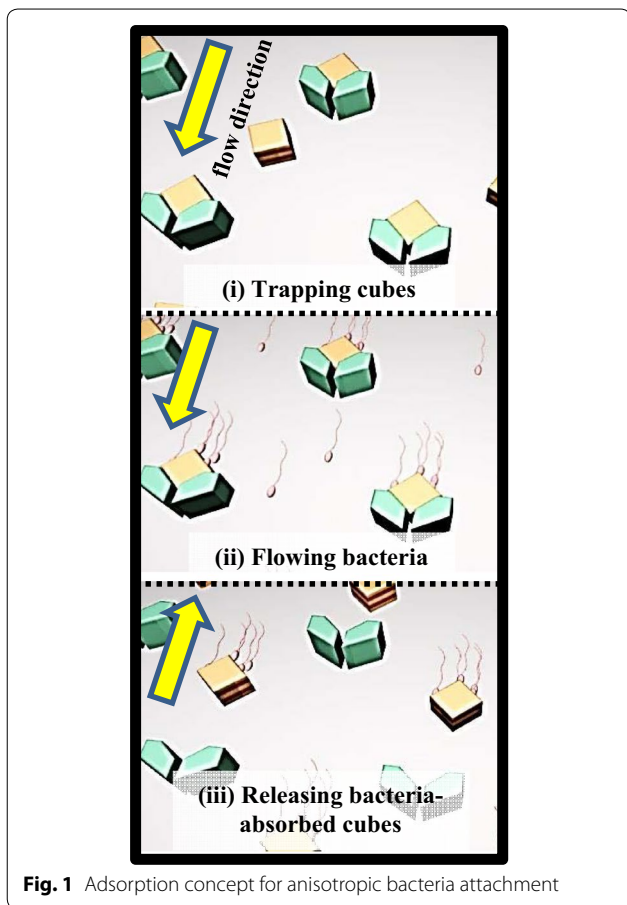 flow direction
(i) Trapping cubes
(ii) Flowing bacteria
(iii) Releasing bacteria-
absorbed cubes
Fig. 1 Adsorption concept for anisotropic bacteria attachment